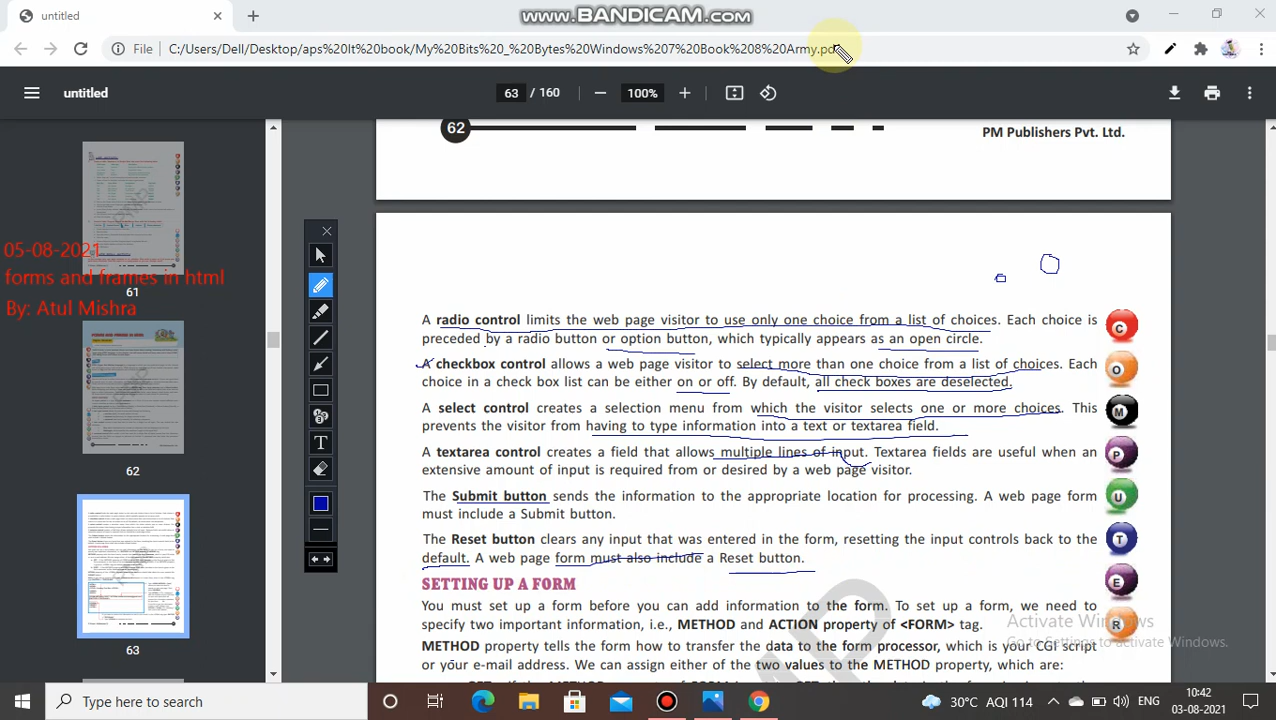 WWW.BANDICAM.COM
untitled
File C:/Users/Dell/Desktop/aps%20It%20book/My%20Bits%20_%20Bytes%20Windows%207%20Book%208%20Army.pdf
untitled
63 / 160
100%
62
PM Publishers Pvt. Ltd.
05-08-2021
forms and frames in html
61
By: Atul Mishra
62
63
A radio control limits the web page visitor to use only one choice from a list of choices. Each choice is
preceded by a radio button or option button, which typically appears as an open circle.
A checkbox control allows a web page visitor to select more than one choice from a list of choices. Each
choice in a check box list can be either on or off. By default, all check boxes are deselected.
A select control creates a selection menu from which the visitor selects one or more choices. This
prevents the visitor from having to type information into a text or textarea field.
A textarea control creates a field that allows multiple lines of input. Textarea fields are useful when an
extensive amount of input is required from or desired by a web page visitor.
The Submit button sends the information to the appropriate location for processing. A web page form
must include a Submit button.
The Reset button clears any input that was entered in the form, resetting the input controls back to the
default. A web page form must also include a Reset button.
SETTING UP A FORM
You must set up a form before you can add information to the form. To set up a form, we need to
specify two important information, i.e., METHOD and ACTION property of <FORM> tag.
METHOD property tells the form how to transfer the data to the form processor, which is your CGI script
or your e-mail address. We can assign either of the two values to the METHOD property, which are:
C
O
M
P
U
T
E
R
Activate Windows
Go to Settings to activate Windows.
Type here to search
30°C AQI 114
ENG
10:42
03-08-2021